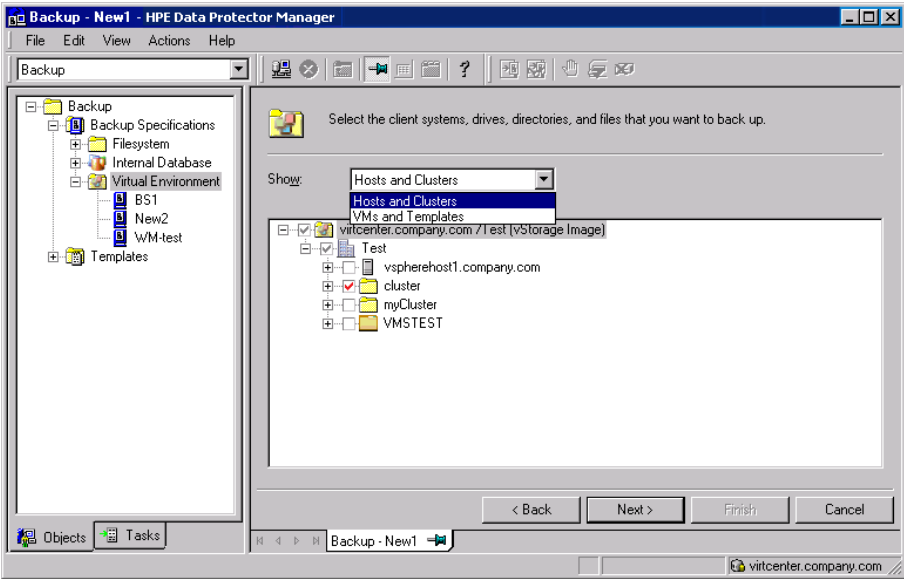 Backup - New1 - HPE Data Protector Manager
File Edit View Actions Help
Backup
?
Backup
Backup Specifications
Filesystem
Internal Database
Virtual Environment
BS1
New2
WM-test
Templates
Select the client systems, drives, directories, and files that you want to back up.
Show:
Hosts and Clusters
Hosts and Clusters
VMs and Templates
virtcenter.company.com /Test (vStorage Image)
Test
vspherehost1.company.com
cluster
myCluster
VMSTEST
< Back Next > Finish Cancel
Objects Tasks
Backup - New1
virtcenter.company.com